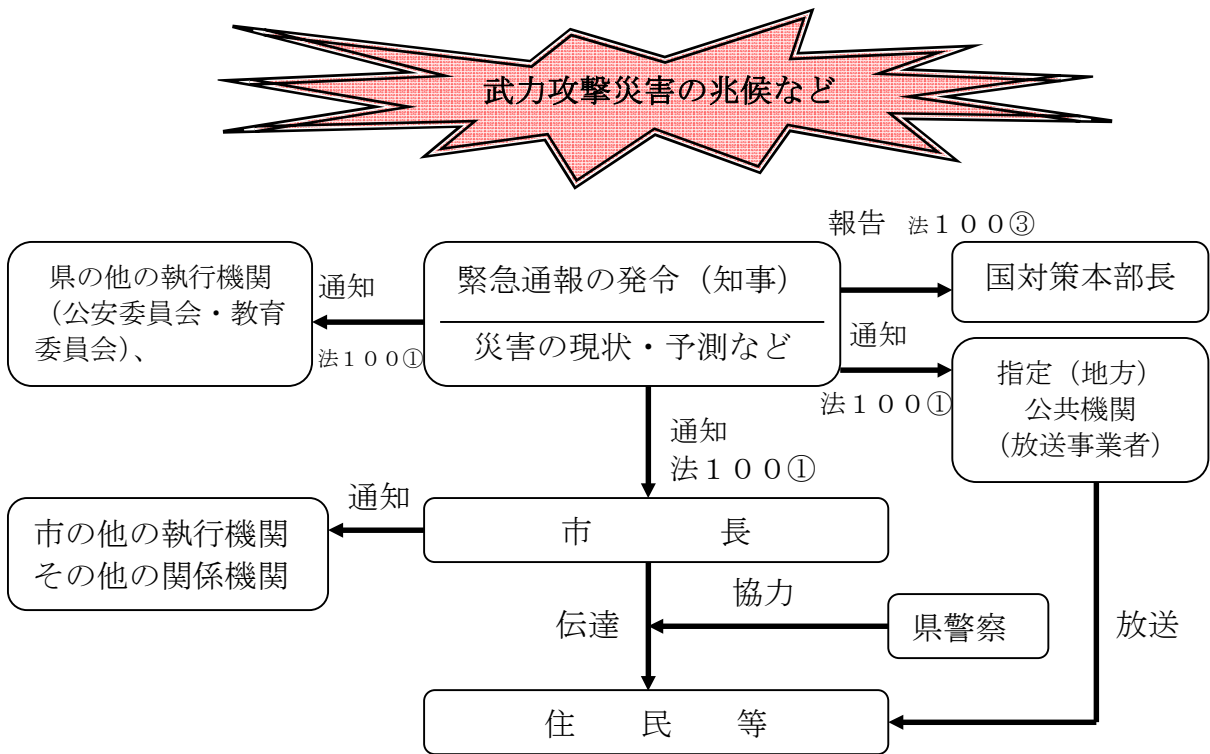 武力攻撃災害の兆候など
報告 法１００③
県の他の執行機関
（公安委員会・教育
委員会）、
通知
法１００①
緊急通報の発令（知事）
災害の現状・予測など
国対策本部長
通知
法１００①
指定（地方）
公共機関
（放送事業者）
通知
法１００①
通知
市の他の執行機関
その他の関係機関
市　　　長
協力
伝達
県警察
放送
住　民　等